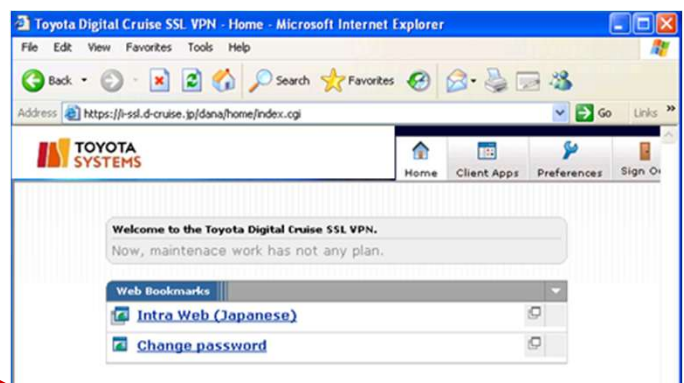 Toyota Digital Cruise SSL VPN - Home - Microsoft Internet Explorer
File Edit View Favorites Tools Help
Back Search Favorites
Address https://i-ssl.d-cruise.jp/dana/home/index.cgi Go Links »
TOYOTA
SYSTEMS
Home Client Apps Preferences Sign O
Welcome to the Toyota Digital Cruise SSL VPN.
Now, maintenace work has not any plan.
Web Bookmarks
Intra Web (Japanese)
Change password